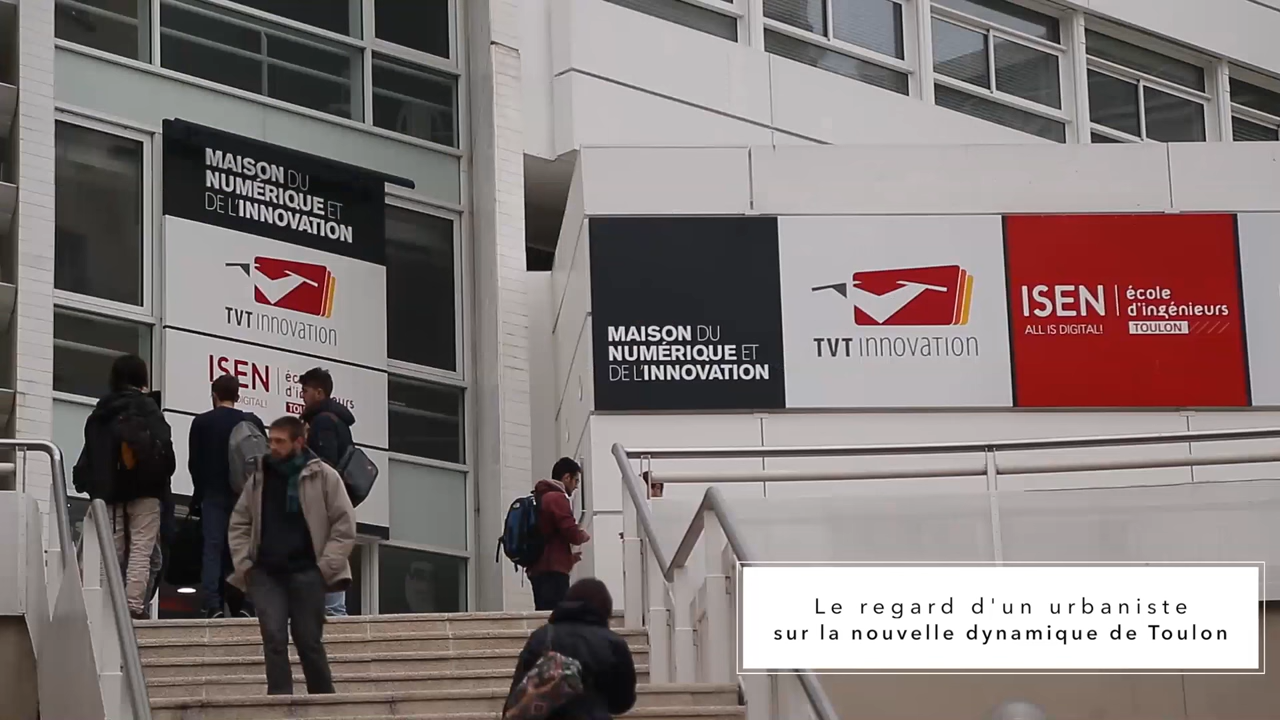 MAISON DU
NUMÉRIQUE ET
DE L'INNOVATION
TVT innovation
ISEN
DIGITAL!
MAISON DU
NUMÉRIQUE ET
DE L'INNOVATION
TVT innovation
ISEN
ALL IS DIGITAL!
école
d'ingénieurs
TOULON
Le regard d'un urbaniste
sur la nouvelle dynamique de Toulon